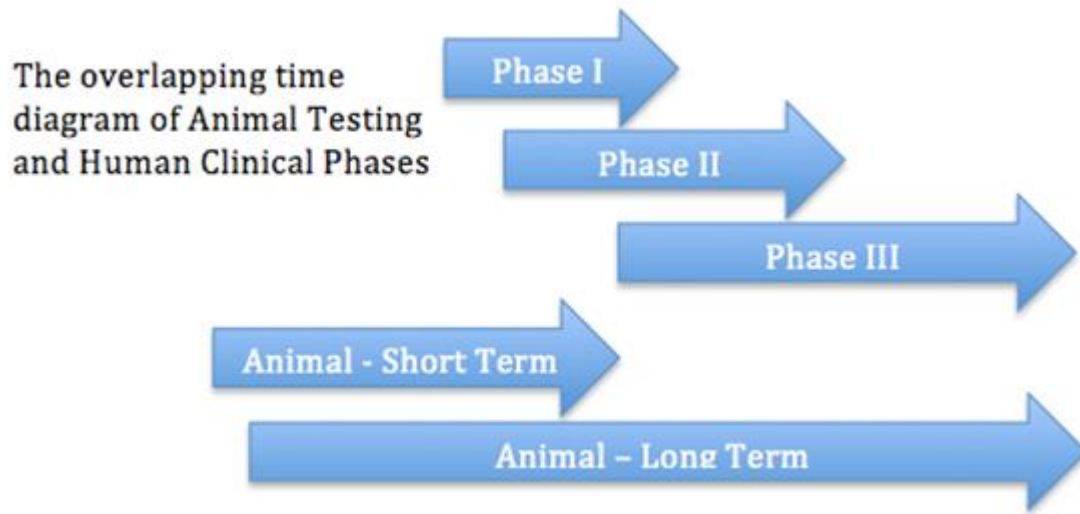 The overlapping time
diagram of Animal Testing
and Human Clinical Phases
Phase I
Phase II
Phase III
Animal - Short Term
Animal – Long Term